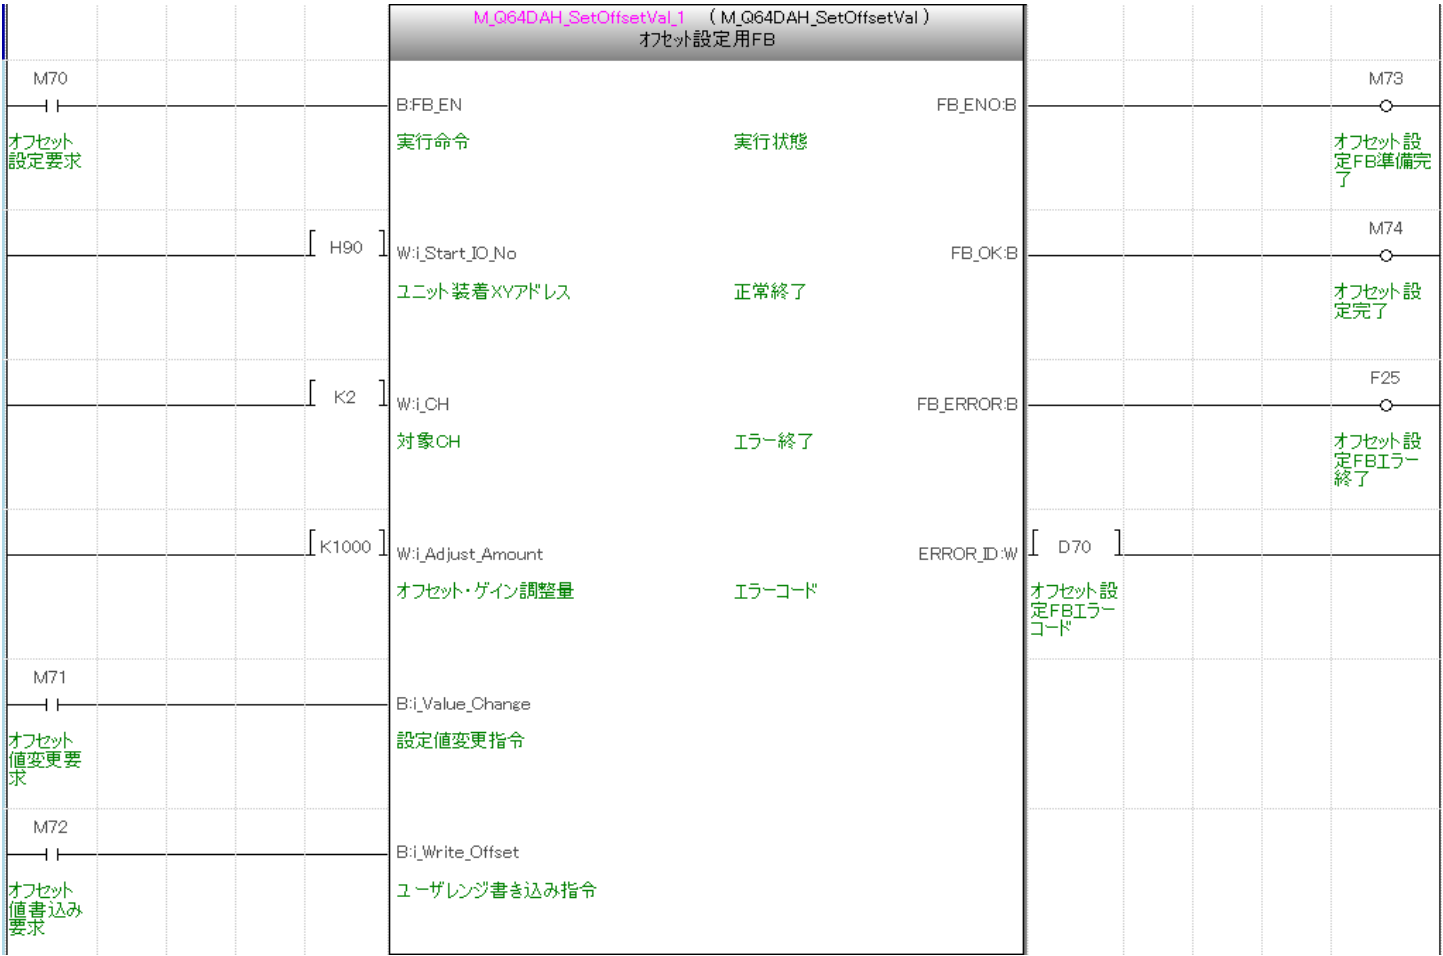 M_Q64DAH_SetOffsetVal_1 (M_Q64DAH_SetOffsetVal)
オフセット設定用FB
M70
オフセット
設定要求
B:FB_EN
実行命令
FB_ENO:B
実行状態
M73
オフセット設
定FB準備完
了
H90
W:i_Start_IO_No
ユニット装着XYアドレス
FB_OK:B
正常終了
M74
オフセット設
定完了
K2
W:i_CH
対象CH
FB_ERROR:B
エラー終了
F25
オフセット設
定FBエラー
終了
K1000
W:i_Adjust_Amount
オフセット・ゲイン調整量
ERROR_ID:W
エラーコード
D70
オフセット設
定FBエラー
コード
M71
オフセット
値変更要
求
B:i_Value_Change
設定値変更指令
M72
オフセット
値書込み
要求
B:i_Write_Offset
ユーザレンジ書き込み指令